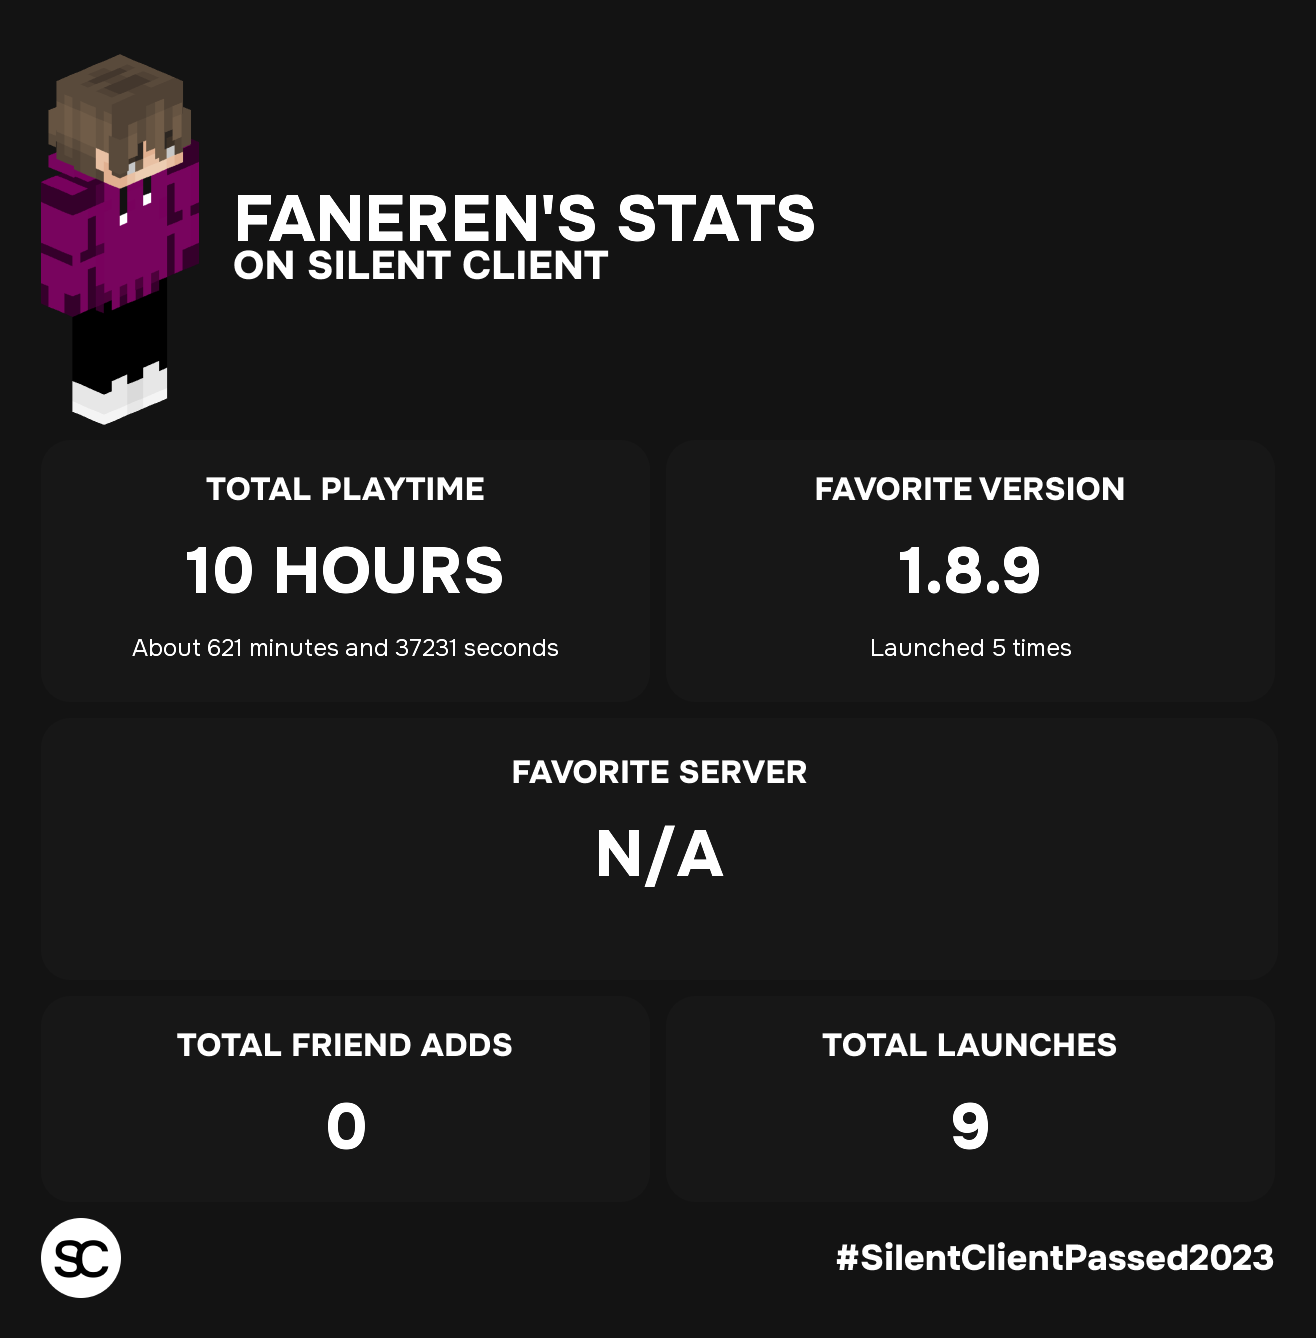 FANEREN'S STATS
ON SILENT CLIENT
TOTAL PLAYTIME
10 HOURS
About 621 minutes and 37231 seconds
FAVORITE VERSION
1.8.9
Launched 5 times
FAVORITE SERVER
N/A
TOTAL FRIEND ADDS
0
TOTAL LAUNCHES
9
SC
#SilentClientPassed2023